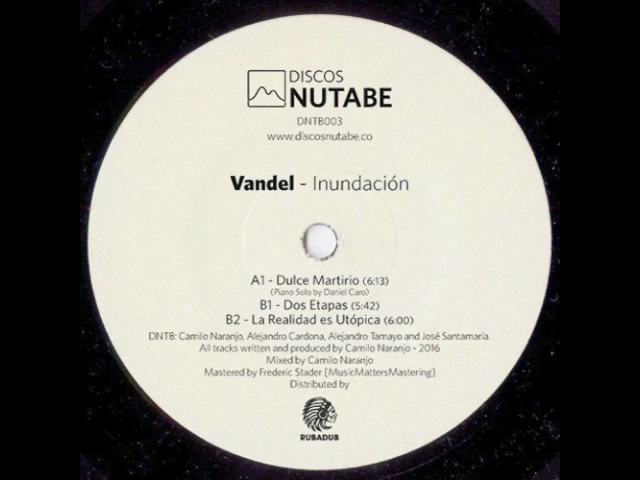 DISCOS
NUTABE
DNTB003
www.discosnutabe.co
Vandel - Inundación
A1 - Dulce Martirio (6:13)
(Piano Solo by Daniel Caro)
B1 - Dos Etapas (5:42)
B2 - La Realidad es Utópica (6:00)
DNTB: Camilo Naranjo, Alejandro Cardona, Alejandro Tamayo and José Santamaria
All tracks written and produced by Camilo Naranjo • 2016
Mixed by Camilo Naranjo
Mastered by Frederic Stader [MusicMattersMastering]
Distributed by
RUBADUB